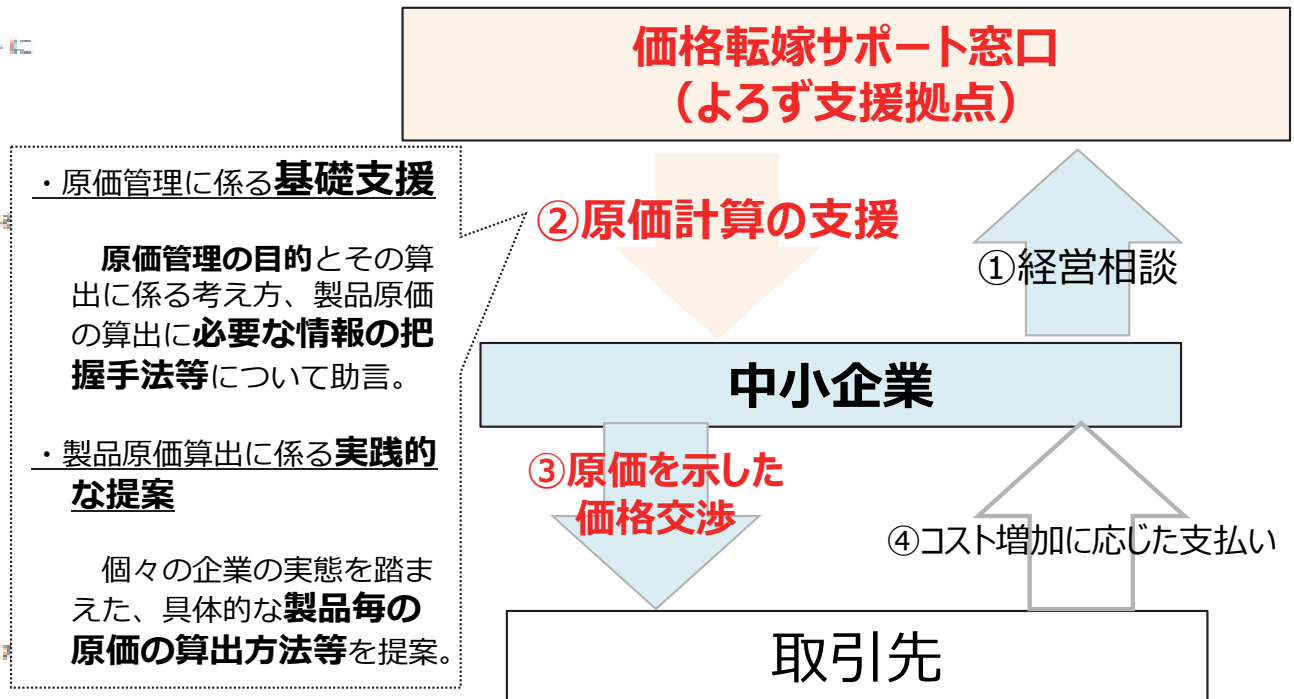 価格転嫁サポート窓口
（よろず支援拠点）
・原価管理に係る基礎支援
原価管理の目的とその算
出に係る考え方、製品原価
の算出に必要な情報の把
握手法等について助言。
・製品原価算出に係る実践的
な提案
個々の企業の実態を踏ま
えた、具体的な製品毎の
原価の算出方法等を提案。
②原価計算の支援
①経営相談
中小企業
③原価を示した
価格交渉
④コスト増加に応じた支払い
取引先